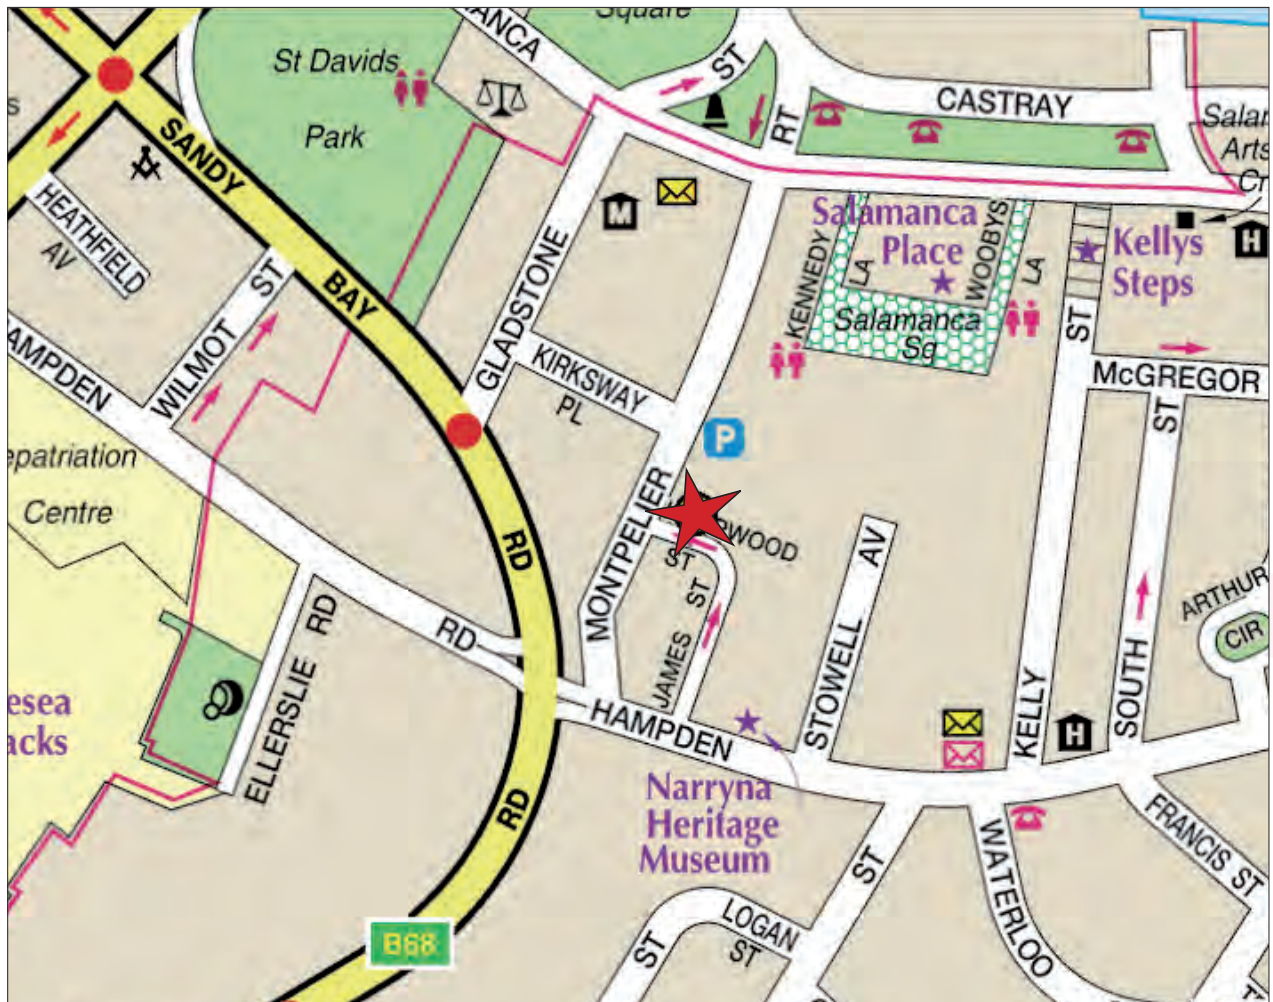 Square
ANCA
ST
St Davids
Park
RT
CASTRAY
Salar
Arts
SANDY
HEATHFIELD
AV
M
Salamanca
Place
KENNEDY
LA
WOOBYS
LA
Kellys
Steps
H
BAY
ST
WILMOT
GLADSTONE
Salamanca
Sq
ST
McGREGOR
AMPDEN
KIRKSWAY
PL
P
ST
epatriation
Centre
MONTPELIER
RWOOD
ST
RD
AV
ST
JAMES
ARTHUR
CIR
RD
ELLERSLIE
RD
HAMPDEN
STOWELL
KELLY
H
SOUTH
esea
acks
Narryna
Heritage
Museum
RD
FRANCIS ST
WATERLOO
ST
LOGAN
ST
ST
B68